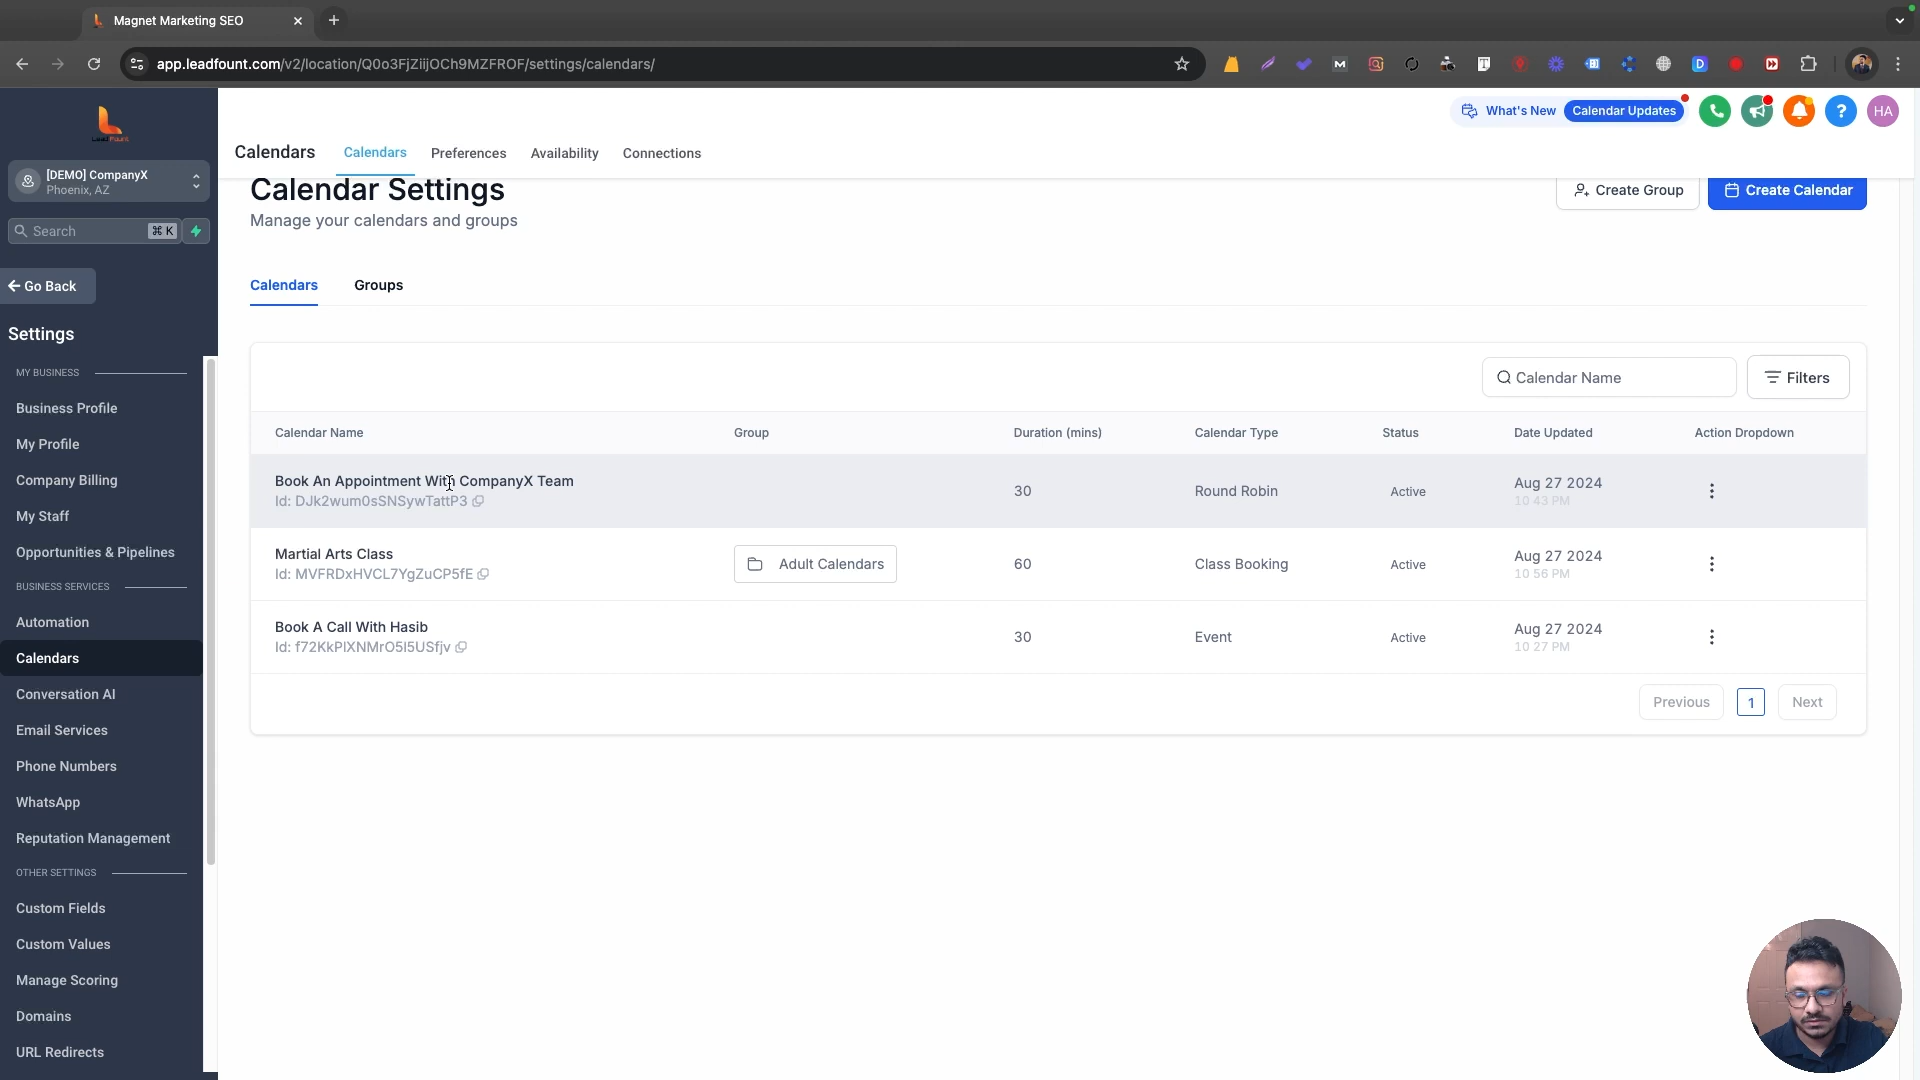 Magnet Marketing SEO
app.leadfount.com/v2/location/Q0o3FjZiijOCh9MZFROF/settings/calendars/
What's New
Calendar Updates
HA
LeadFount
[DEMO] CompanyX
Phoenix, AZ
Search
⌘ K
Go Back
Settings
MY BUSINESS
Business Profile
My Profile
Company Billing
My Staff
Opportunities & Pipelines
BUSINESS SERVICES
Automation
Calendars
Conversation AI
Email Services
Phone Numbers
WhatsApp
Reputation Management
OTHER SETTINGS
Custom Fields
Custom Values
Manage Scoring
Domains
URL Redirects
Calendars
Calendars
Preferences
Availability
Connections
Calendar Settings
Manage your calendars and groups
Create Group
Create Calendar
Calendars
Groups
Calendar Name
Filters
Calendar Name
Group
Duration (mins)
Calendar Type
Status
Date Updated
Action Dropdown
Book An Appointment With CompanyX Team
Id: DJk2wum0sSNSywTattP3
30
Round Robin
Active
Aug 27 2024
10 43 PM
Martial Arts Class
Id: MVFRDxHVCL7YgZuCP5fE
Adult Calendars
60
Class Booking
Active
Aug 27 2024
10 56 PM
Book A Call With Hasib
Id: f72KkPlXNMrO5I5USfjv
30
Event
Active
Aug 27 2024
10 27 PM
Previous
1
Next